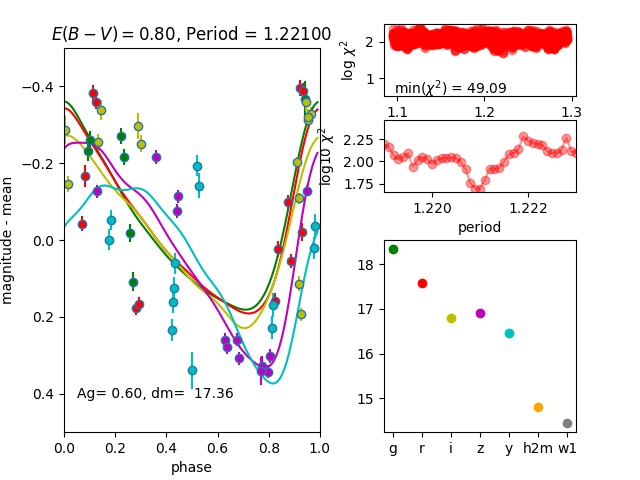 E(B − V) = 0.80, Period = 1.22100
magnitude - mean
−0.4
−0.2
0.0
0.2
0.4
Ag= 0.60, dm= 17.36
0.0 0.2 0.4 0.6 0.8 1.0
phase
log χ²
2
1
min(χ²) = 49.09
1.1 1.2 1.3
log10 χ²
2.25
2.00
1.75
1.220 1.222
period
18
17
16
15
g r i z y h2m w1